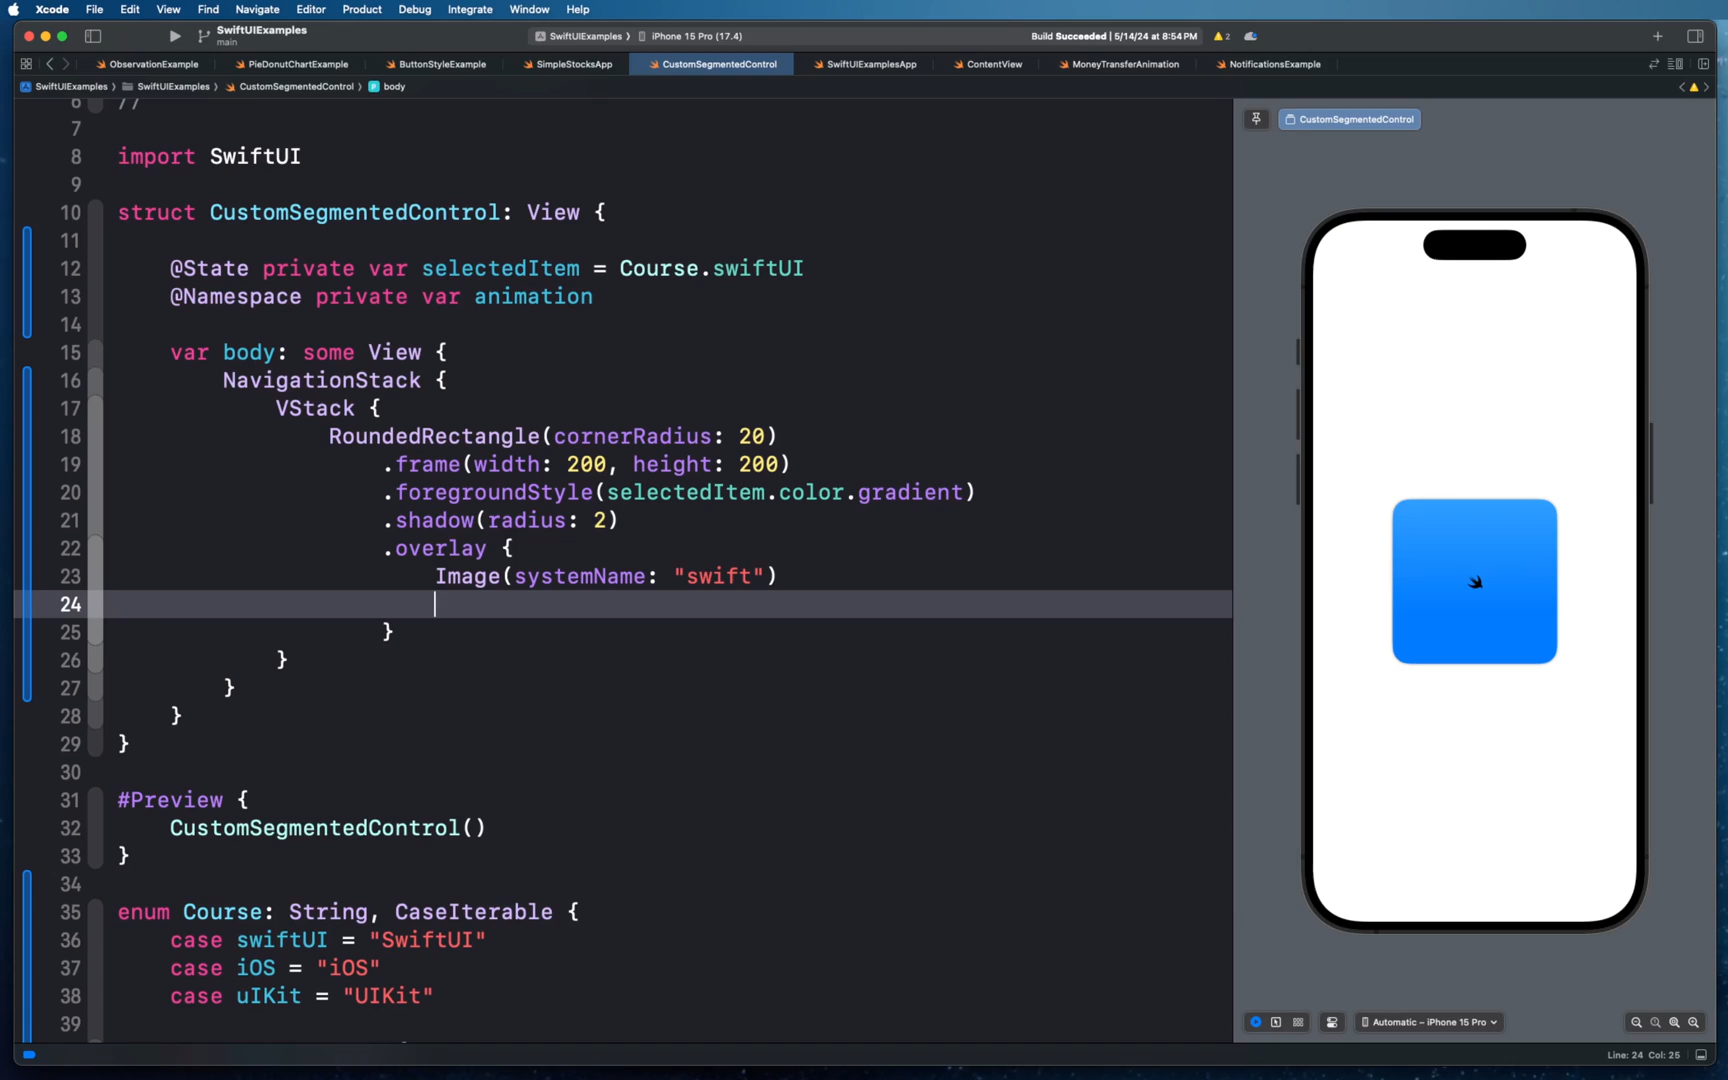 Xcode File Edit View Find Navigate Editor Product Debug Integrate Window Help
SwiftUIExamples
main
SwiftUIExamples iPhone 15 Pro (17.4)
Build Succeeded | 5/14/24 at 8:54 PM 2
ObservationExample PieDonutChartExample ButtonStyleExample SimpleStocksApp CustomSegmentedControl SwiftUIExamplesApp ContentView MoneyTransferAnimation NotificationsExample
SwiftUIExamples SwiftUIExamples CustomSegmentedControl body
6 //
7
8 import SwiftUI
9
10 struct CustomSegmentedControl: View {
11
12 @State private var selectedItem = Course.swiftUI
13 @Namespace private var animation
14
15 var body: some View {
16 NavigationStack {
17 VStack {
18 RoundedRectangle(cornerRadius: 20)
19 .frame(width: 200, height: 200)
20 .foregroundStyle(selectedItem.color.gradient)
21 .shadow(radius: 2)
22 .overlay {
23 Image(systemName: "swift")
24
25 }
26 }
27 }
28 }
29 }
30
31 #Preview {
32 CustomSegmentedControl()
33 }
34
35 enum Course: String, CaseIterable {
36 case swiftUI = "SwiftUI"
37 case iOS = "iOS"
38 case uIKit = "UIKit"
39
CustomSegmentedControl
Automatic – iPhone 15 Pro
Line: 24 Col: 25